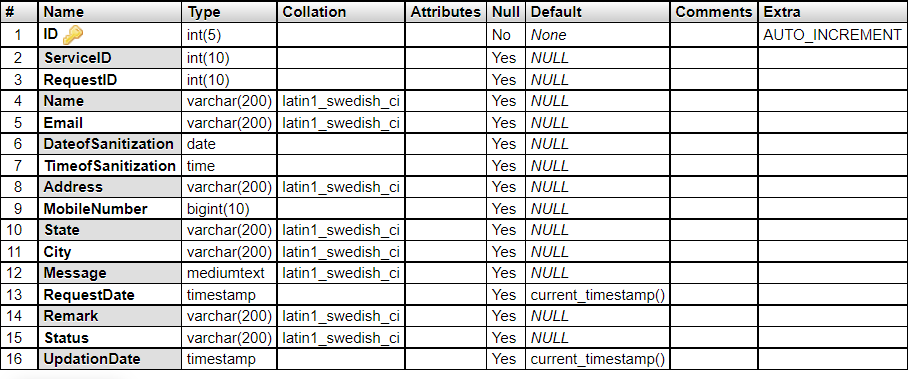 # Name Type Collation Attributes Null Default Comments Extra
1 ID int(5) No None AUTO_INCREMENT
2 ServiceID int(10) Yes NULL
3 RequestID int(10) Yes NULL
4 Name varchar(200) latin1_swedish_ci Yes NULL
5 Email varchar(200) latin1_swedish_ci Yes NULL
6 DateofSanitization date Yes NULL
7 TimeofSanitization time Yes NULL
8 Address varchar(200) latin1_swedish_ci Yes NULL
9 MobileNumber bigint(10) Yes NULL
10 State varchar(200) latin1_swedish_ci Yes NULL
11 City varchar(200) latin1_swedish_ci Yes NULL
12 Message mediumtext latin1_swedish_ci Yes NULL
13 RequestDate timestamp Yes current_timestamp()
14 Remark varchar(200) latin1_swedish_ci Yes NULL
15 Status varchar(200) latin1_swedish_ci Yes NULL
16 UpdationDate timestamp Yes current_timestamp()